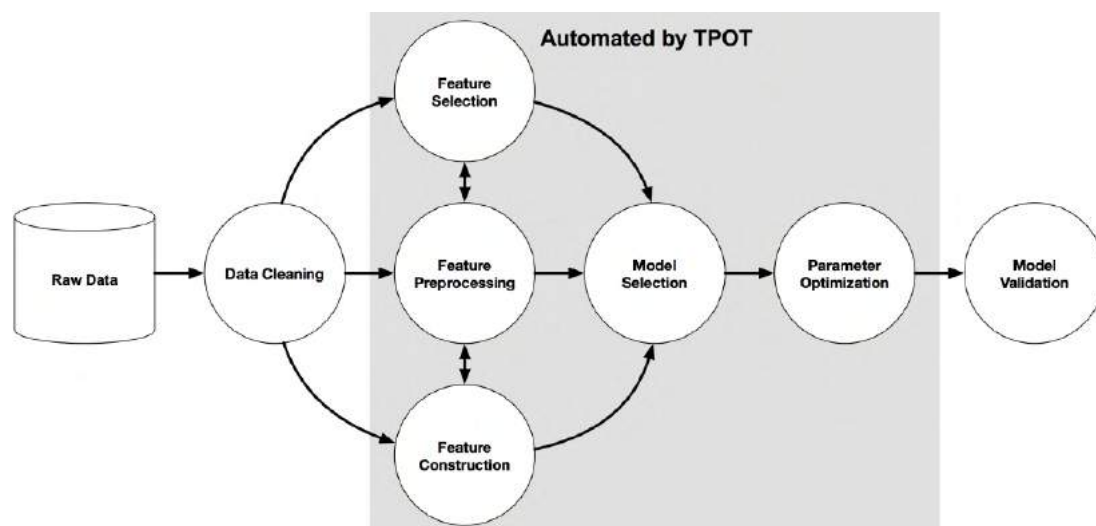 Automated by TPOT
Feature
Selection
Raw Data
Data Cleaning
Feature
Preprocessing
Model
Selection
Parameter
Optimization
Model
Validation
Feature
Construction